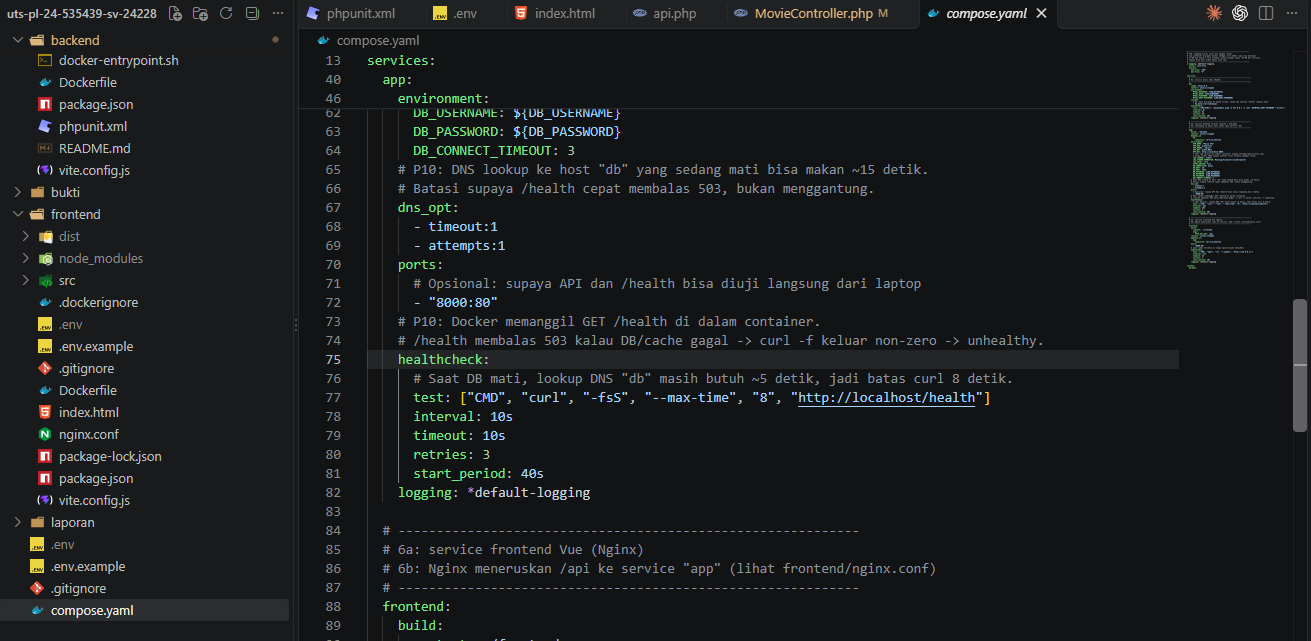 uts-pl-24-535439-sv-24228
backend
docker-entrypoint.sh
Dockerfile
package.json
phpunit.xml
README.md
vite.config.js
bukti
frontend
dist
node_modules
src
.dockerignore
.env
.env.example
.gitignore
Dockerfile
index.html
nginx.conf
package-lock.json
package.json
vite.config.js
laporan
.env
.env.example
.gitignore
compose.yaml
phpunit.xml .env index.html api.php MovieController.php M compose.yaml
compose.yaml
13 services:
40 app:
46 environment:
62 DB_USERNAME: ${DB_USERNAME}
63 DB_PASSWORD: ${DB_PASSWORD}
64 DB_CONNECT_TIMEOUT: 3
65 # P10: DNS lookup ke host "db" yang sedang mati bisa makan ~15 detik.
66 # Batasi supaya /health cepat membalas 503, bukan menggantung.
67 dns_opt:
68 - timeout:1
69 - attempts:1
70 ports:
71 # Opsional: supaya API dan /health bisa diuji langsung dari laptop
72 - "8000:80"
73 # P10: Docker memanggil GET /health di dalam container.
74 # /health membalas 503 kalau DB/cache gagal -> curl -f keluar non-zero -> unhealthy.
75 healthcheck:
76 # Saat DB mati, lookup DNS "db" masih butuh ~5 detik, jadi batas curl 8 detik.
77 test: ["CMD", "curl", "-fsS", "--max-time", "8", "http://localhost/health"]
78 interval: 10s
79 timeout: 10s
80 retries: 3
81 start_period: 40s
82 logging: *default-logging
83
84 # ------------------------------------------------------------
85 # 6a: service frontend Vue (Nginx)
86 # 6b: Nginx meneruskan /api ke service "app" (lihat frontend/nginx.conf)
87 # ------------------------------------------------------------
88 frontend:
89 build: